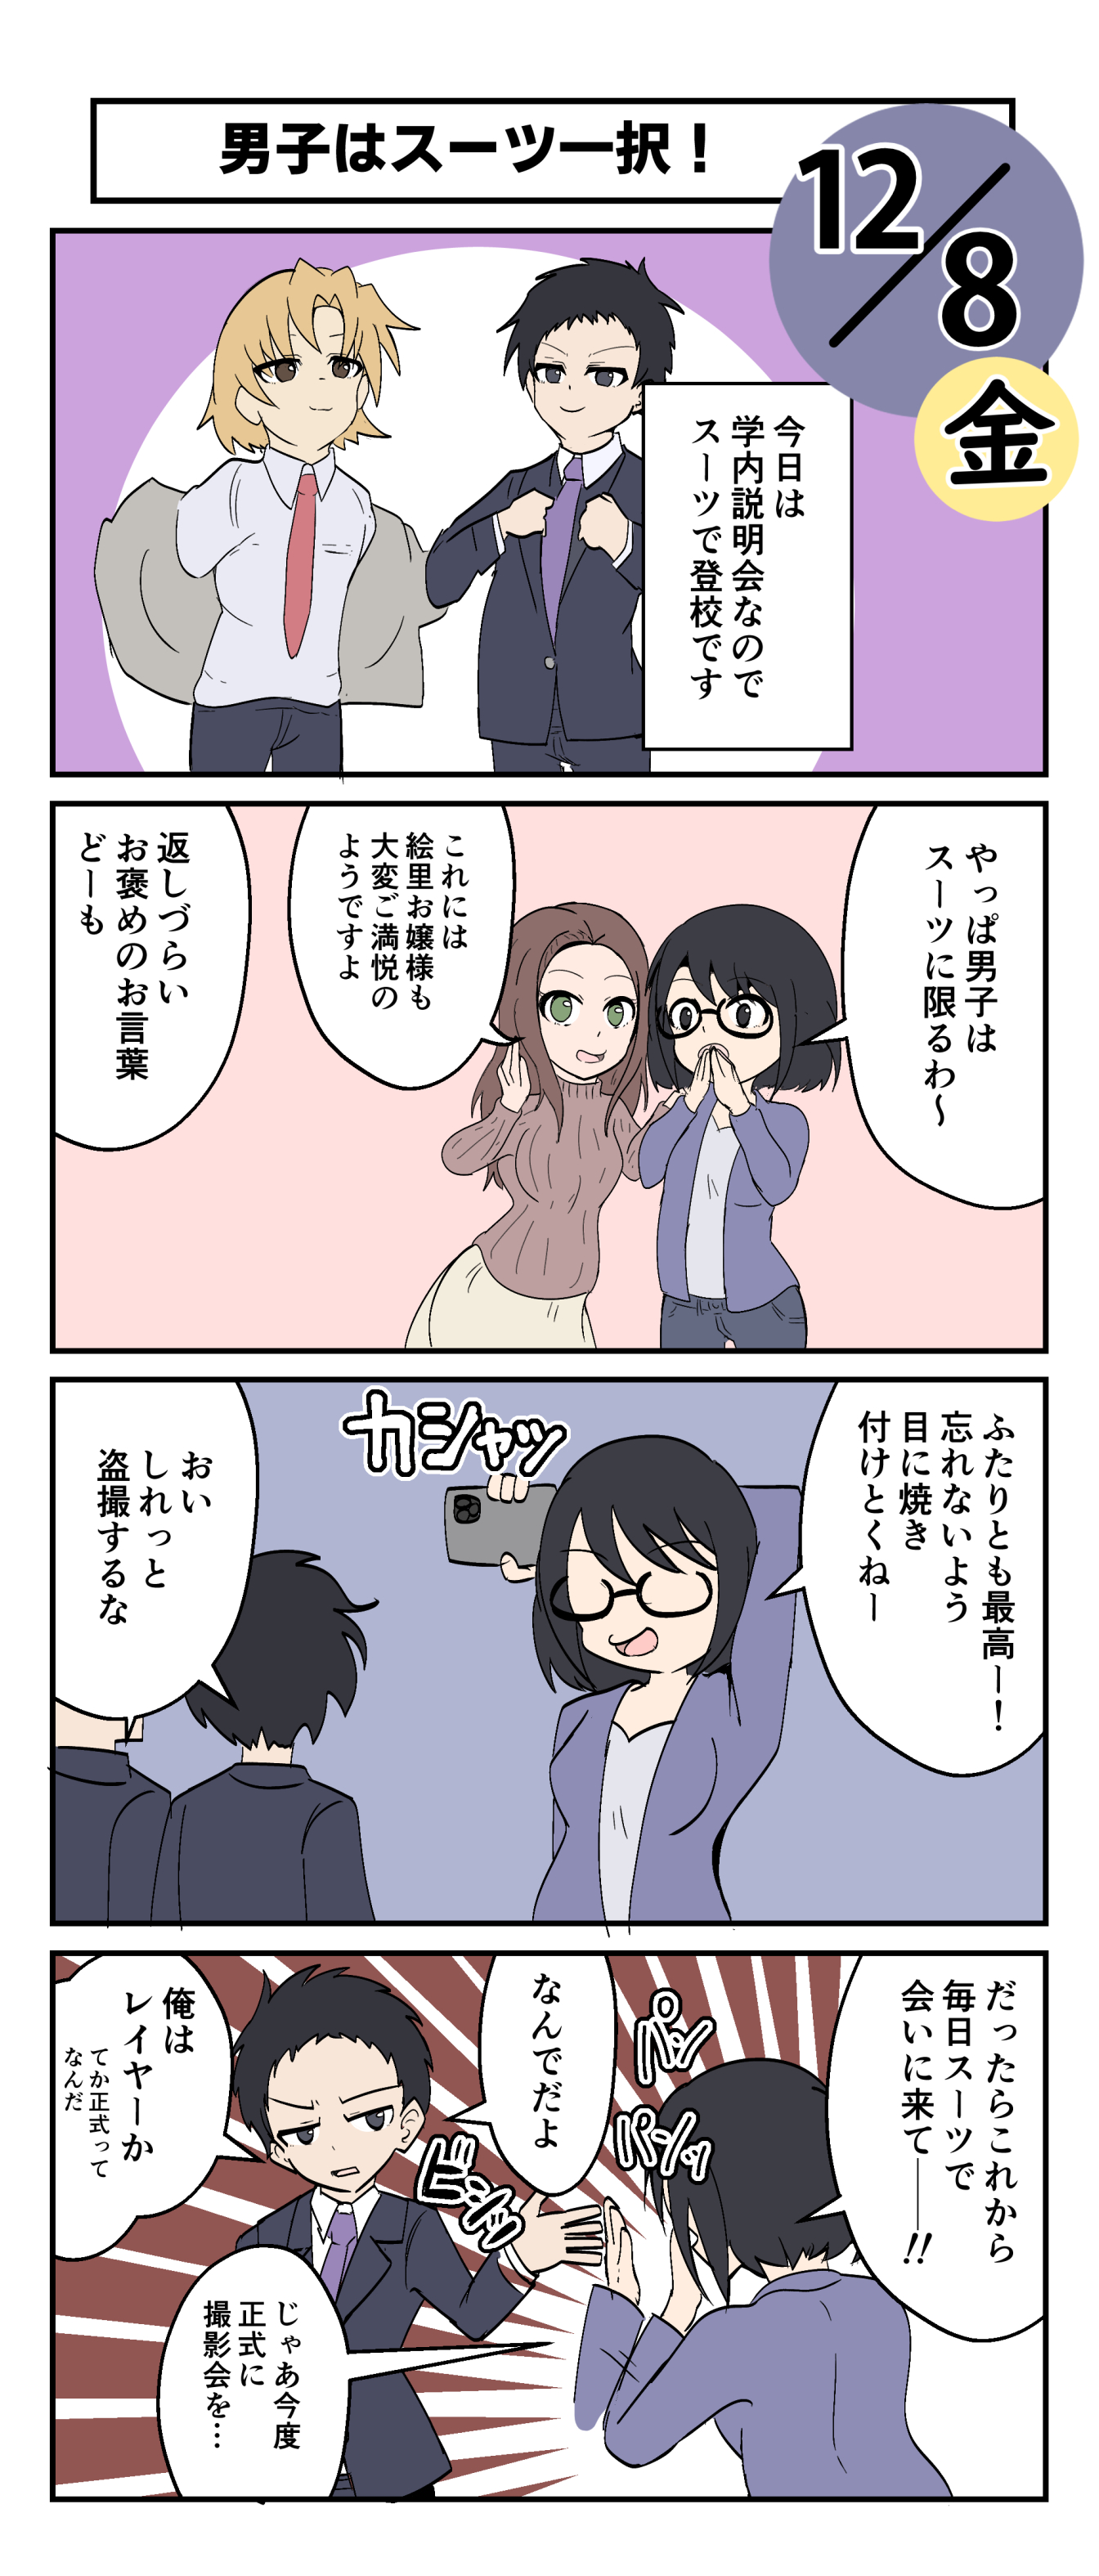 男子はスーツ一択！
12/8
金
今日は
学内説明会なので
スーツで登校です
やっぱ男子は
スーツに限るわ～
これには
絵里お嬢様も
大変ご満悦の
ようですよ
返しづらい
お褒めのお言葉
どーも
ふたりとも最高ー！
忘れないよう
目に焼き
付けとくねー
カシャッ
おい
しれっと
盗撮するな
だったらこれから
毎日スーツで
会いに来て――!!
パン
パンッ
なんでだよ
ビシッ
じゃあ今度
正式に
撮影会を…
俺は
レイヤーか
てか正式って
なんだ